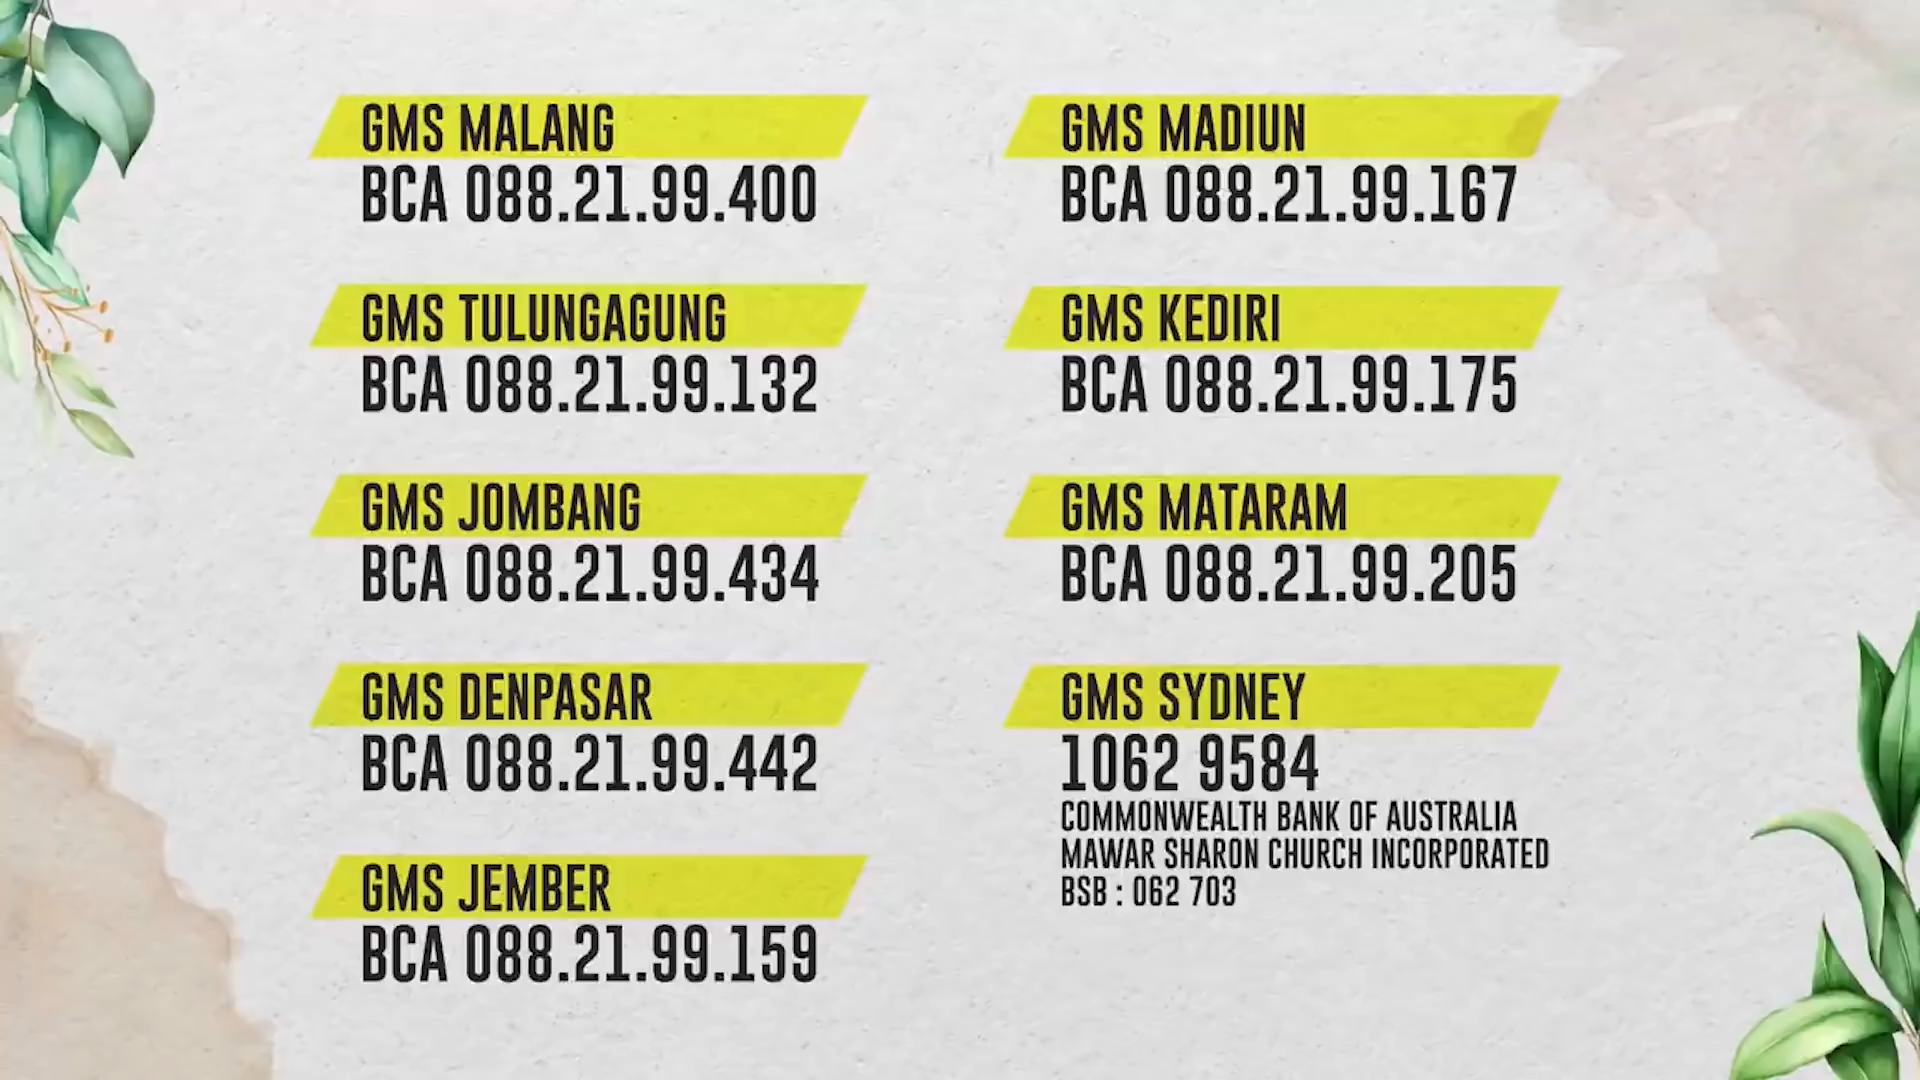 GMS MALANG
BCA 088.21.99.400
GMS TULUNGAGUNG
BCA 088.21.99.132
GMS JOMBANG
BCA 088.21.99.434
GMS DENPASAR
BCA 088.21.99.442
GMS JEMBER
BCA 088.21.99.159
GMS MADIUN
BCA 088.21.99.167
GMS KEDIRI
BCA 088.21.99.175
GMS MATARAM
BCA 088.21.99.205
GMS SYDNEY
1062 9584
COMMONWEALTH BANK OF AUSTRALIA
MAWAR SHARON CHURCH INCORPORATED
BSB : 062 703